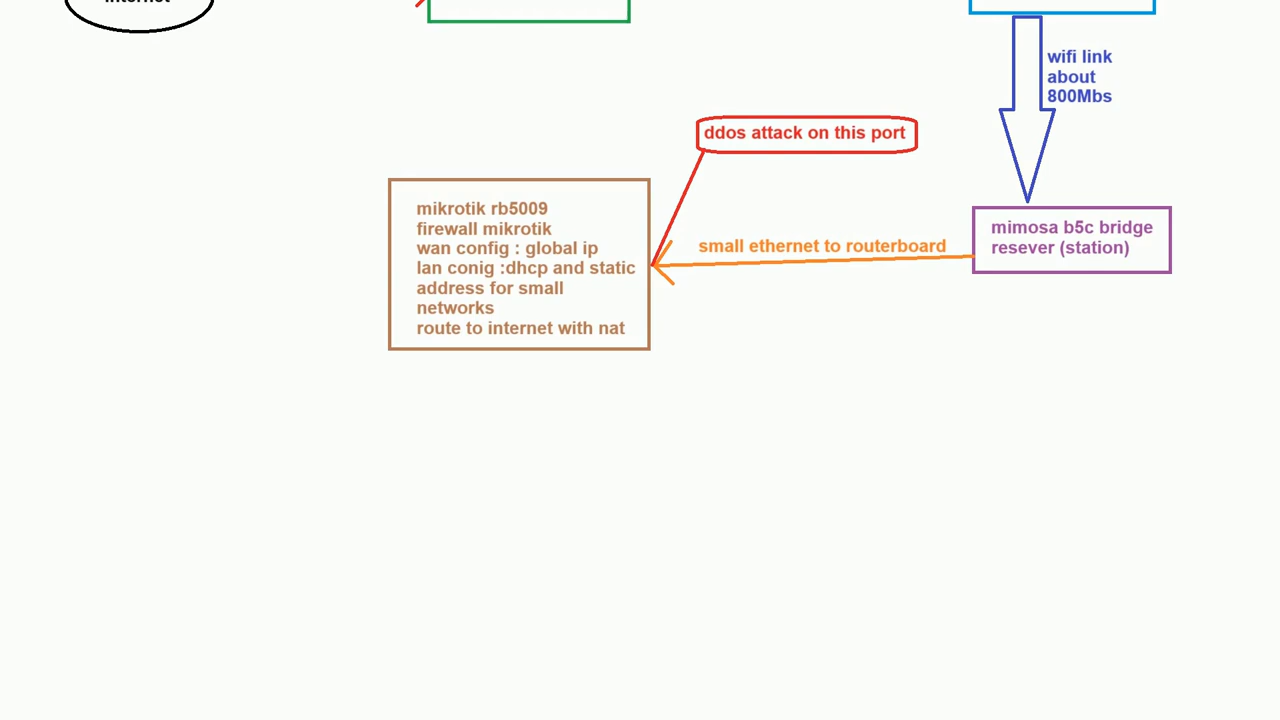 internet
wifi link
about
800Mbs
ddos attack on this port
mikrotik rb5009
firewall mikrotik
wan config : global ip
lan conig :dhcp and static
address for small
networks
route to internet with nat
small ethernet to routerboard
mimosa b5c bridge
resever (station)